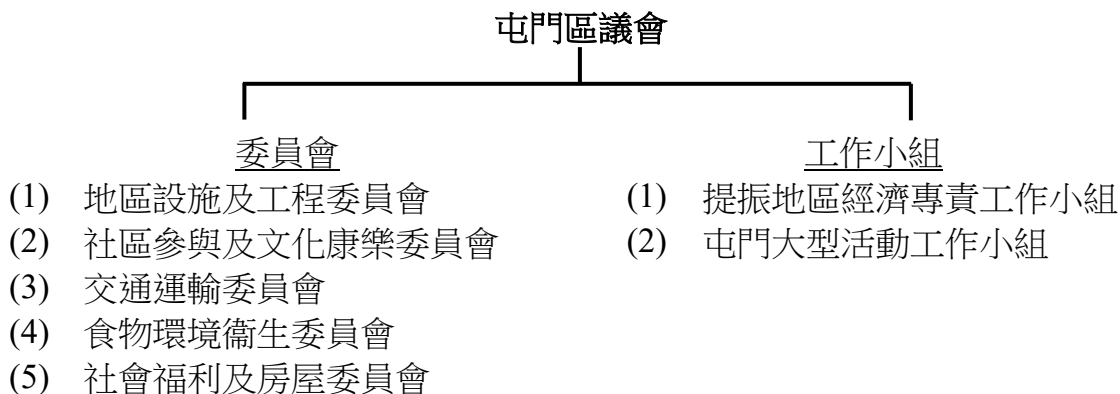 屯門區議會
委員會
(1) 地區設施及工程委員會
(2) 社區參與及文化康樂委員會
(3) 交通運輸委員會
(4) 食物環境衞生委員會
(5) 社會福利及房屋委員會
工作小組
(1) 提振地區經濟專責工作小組
(2) 屯門大型活動工作小組